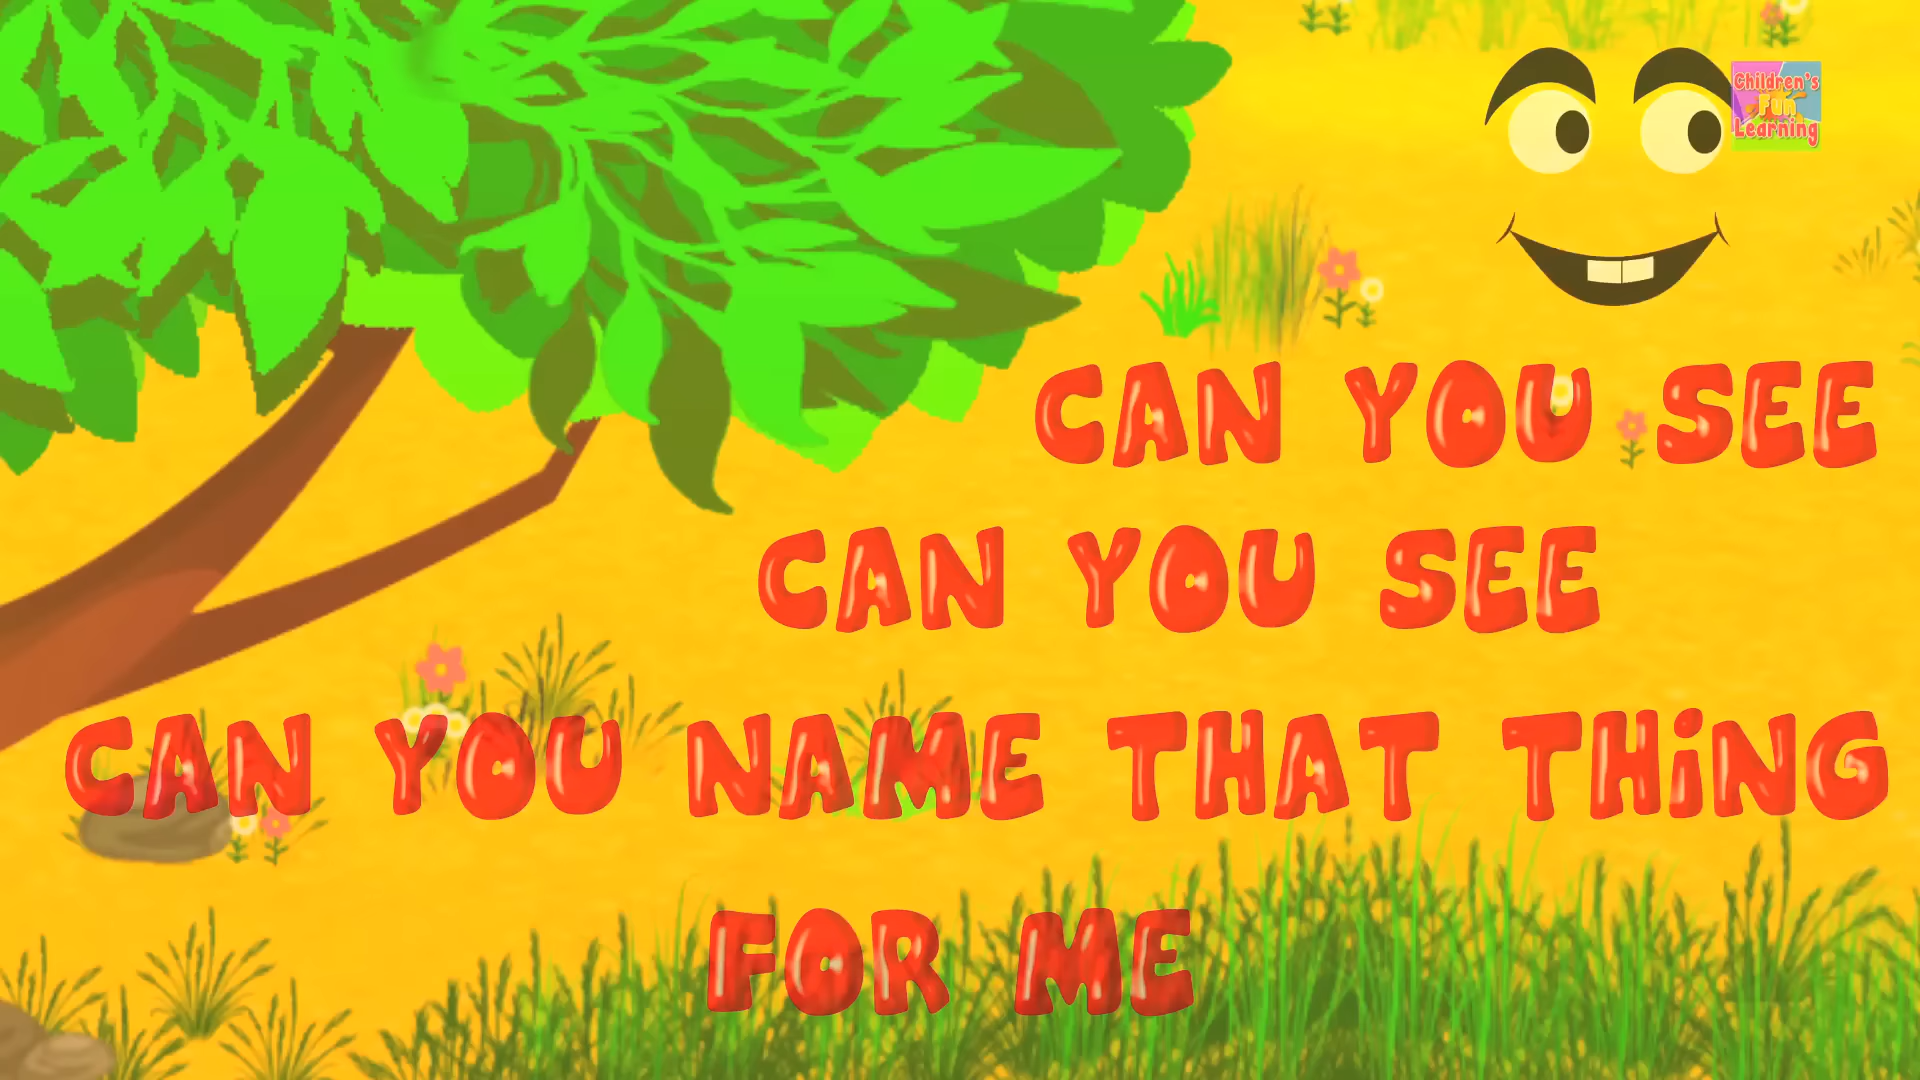 Children's
Fun
Learning
CAN YOU SEE
CAN YOU SEE
CAN YOU NAME THAT THiNG
FOR ME